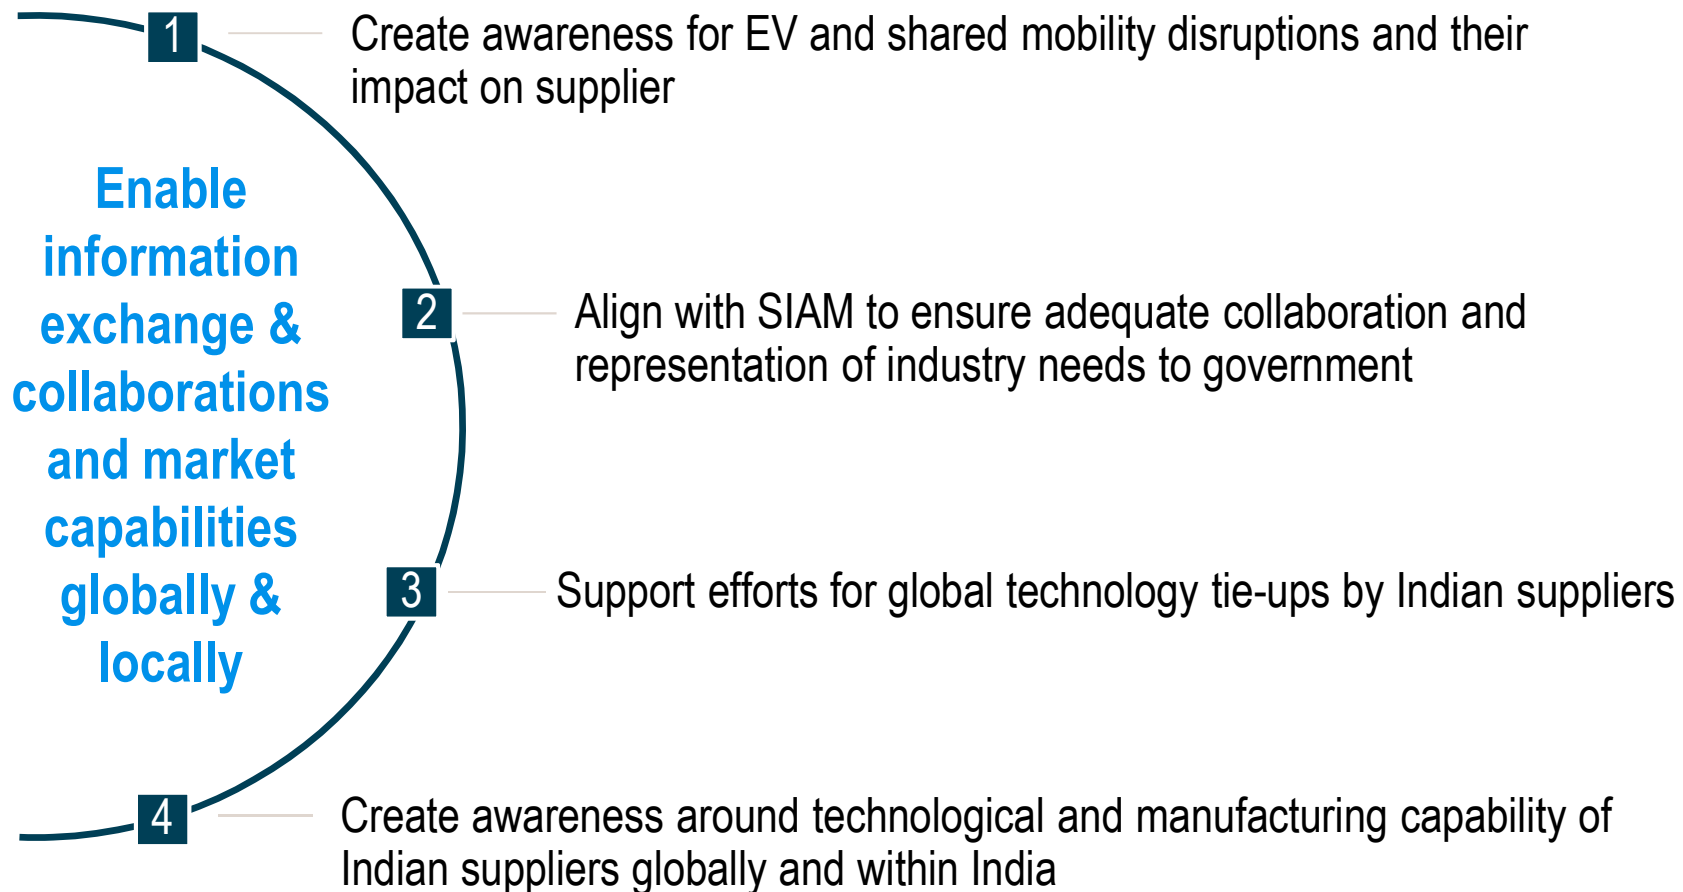 Enable
information
exchange &
collaborations
and market
capabilities
globally &
locally
1
Create awareness for EV and shared mobility disruptions and their
impact on supplier
2
Align with SIAM to ensure adequate collaboration and
representation of industry needs to government
3
Support efforts for global technology tie-ups by Indian suppliers
4
Create awareness around technological and manufacturing capability of
Indian suppliers globally and within India